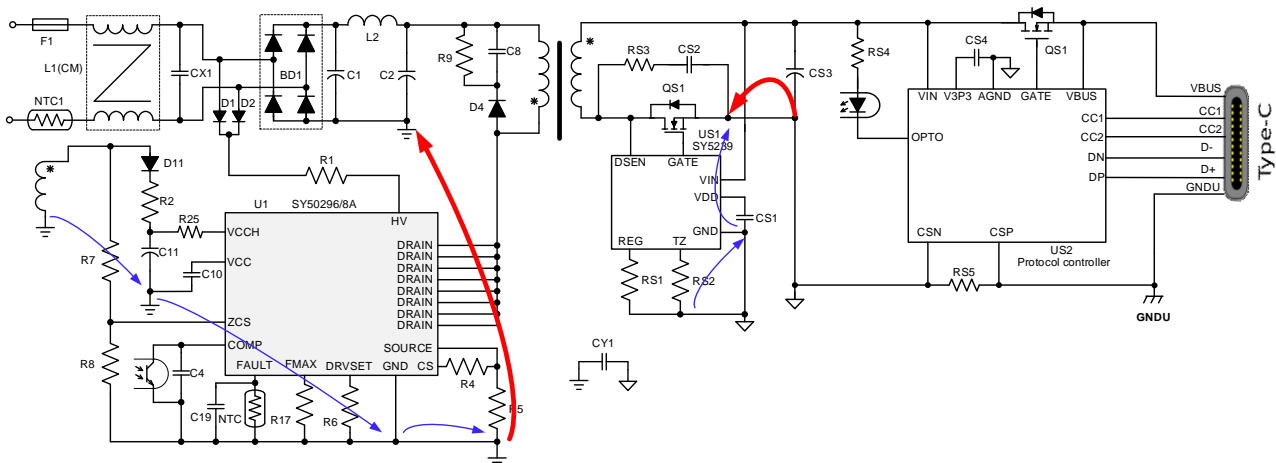 F1
L1(CM)
NTC1
CX1
D1 D2
BD1
C1
L2
C2
R9
C8
D4
*
*
RS3
CS2
QS1
CS3
US1
SY5239
DSEN
GATE
VIN
VDD
GND
REG
TZ
CS1
RS1
RS2
RS4
CS4
QS1
VIN
V3P3
AGND
GATE
VBUS
OPTO
CC1
CC2
DN
DP
CSN
CSP
US2
Protocol controller
RS5
VBUS
CC1
CC2
D-
D+
GNDU
Type-C
GNDU
*
D11
R2
R25
R7
C11
C10
R8
R1
U1
SY50296/8A
HV
VCCH
VCC
ZCS
COMP
FAULT
FMAX
DRVSET
GND
CS
SOURCE
DRAIN
DRAIN
DRAIN
DRAIN
DRAIN
DRAIN
DRAIN
DRAIN
R4
R5
C4
C19
NTC
R17
R6
CY1